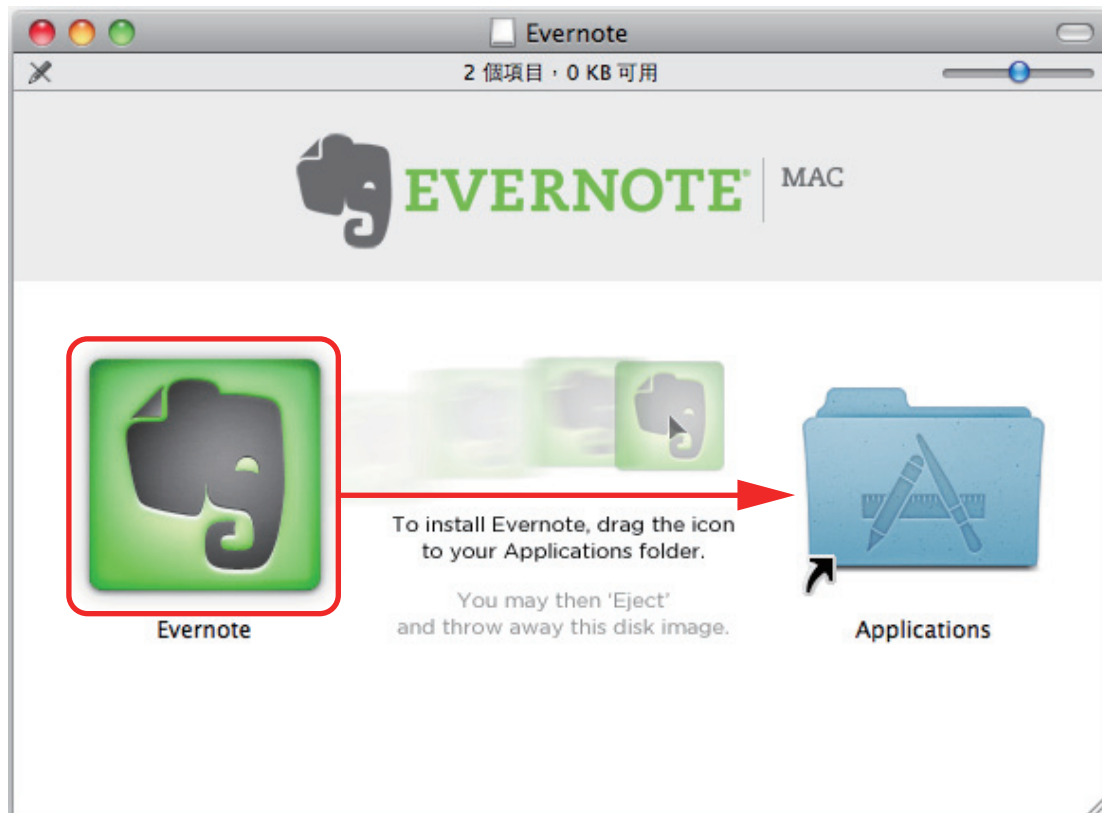 Evernote
2 個項目，0 KB 可用
EVERNOTE® MAC
To install Evernote, drag the icon
to your Applications folder.
You may then ‘Eject’
and throw away this disk image.
Evernote
Applications